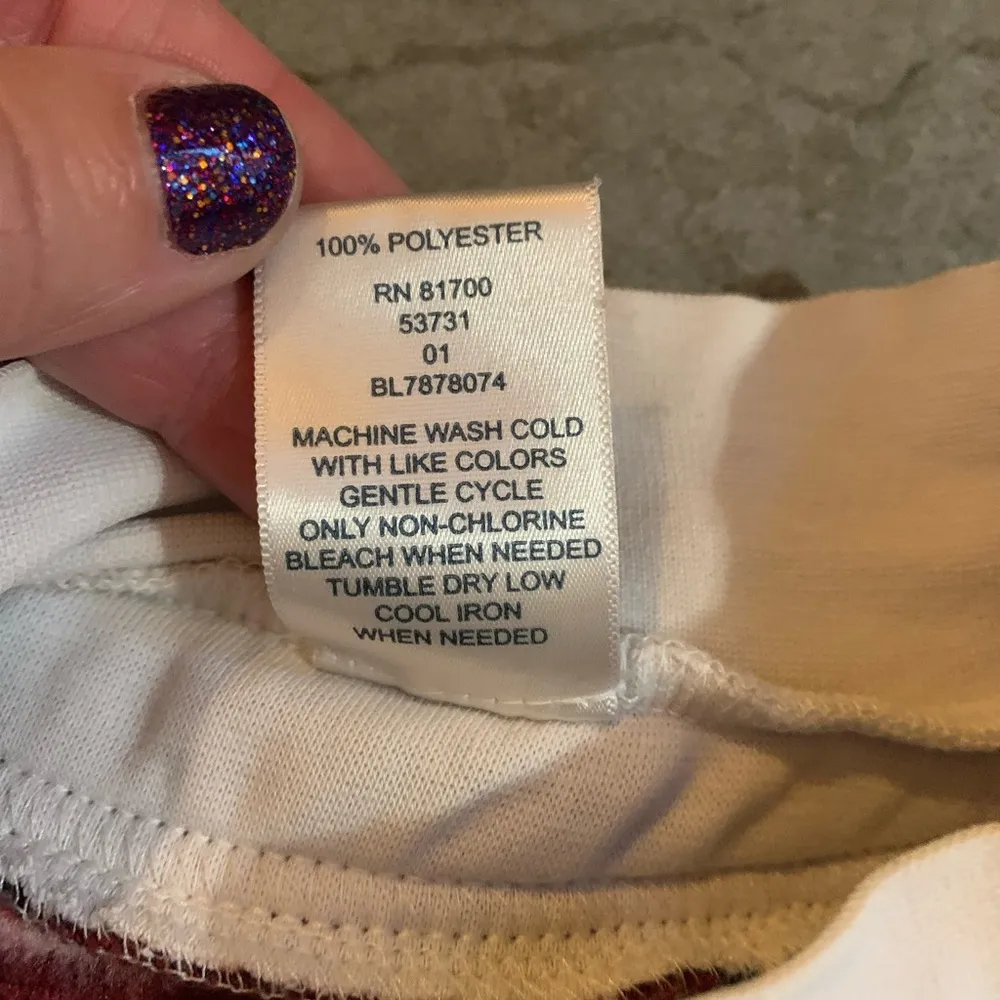 100% POLYESTER
RN 81700
53731
01
BL7878074
MACHINE WASH COLD
WITH LIKE COLORS
GENTLE CYCLE
ONLY NON-CHLORINE
BLEACH WHEN NEEDED
TUMBLE DRY LOW
COOL IRON
WHEN NEEDED